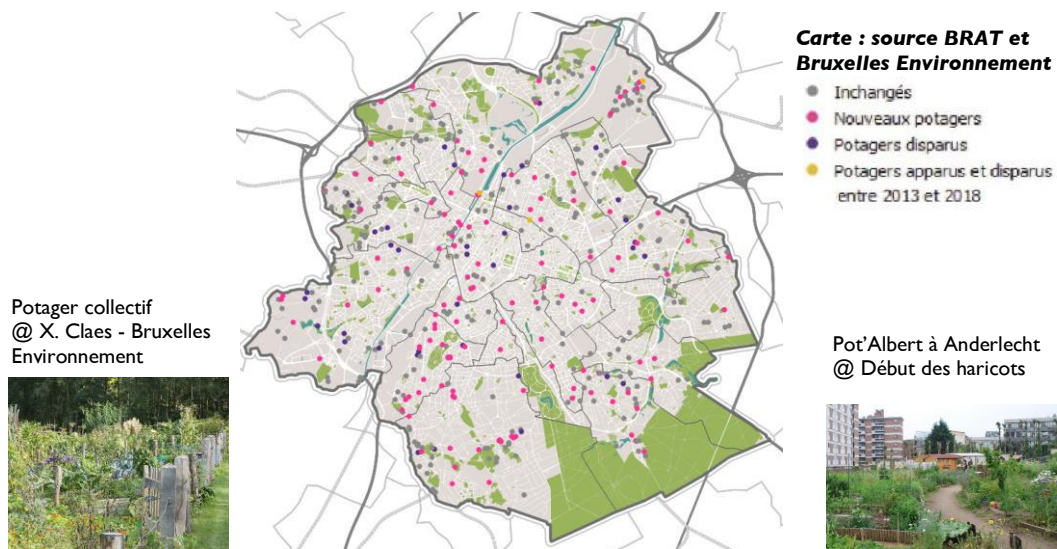 Carte : source BRAT et
Bruxelles Environnement
Inchangés
Nouveaux potagers
Potagers disparus
Potagers apparus et disparus
entre 2013 et 2018
Potager collectif
@ X. Claes - Bruxelles
Environnement
Pot'Albert à Anderlecht
@ Début des haricots